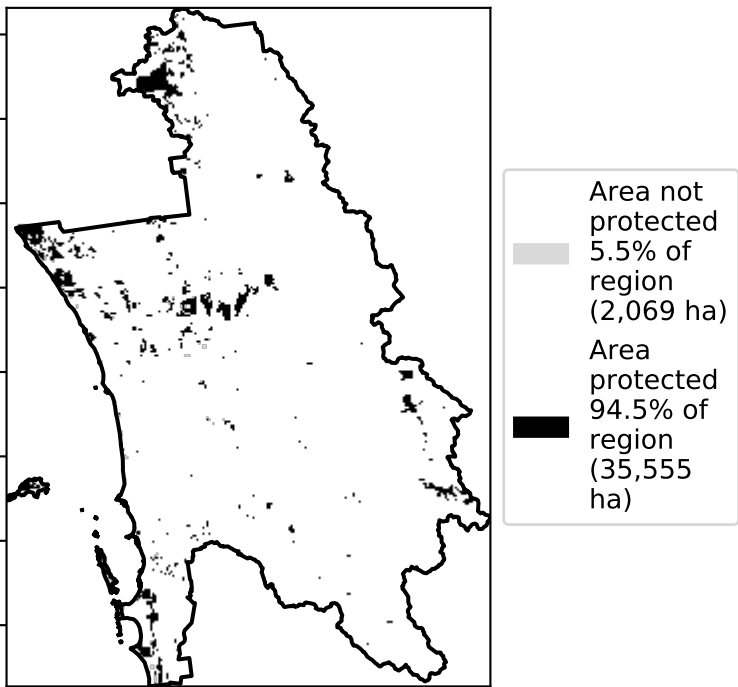 Area not
protected
5.5% of
region
(2,069 ha)
Area
protected
94.5% of
region
(35,555
ha)